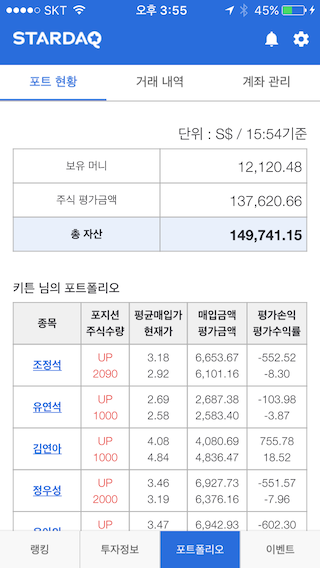 SKT 오후 3:55 45%
STARDAQ
포트 현황 거래 내역 계좌 관리
단위 : S$ / 15:54기준
보유 머니 12,120.48
주식 평가금액 137,620.66
총 자산 149,741.15
키튼 님의 포트폴리오
종목 포지션 주식수량 평균매입가 현재가 매입금액 평가금액 평가손익 평가수익률
조정석 UP 3.18 6,653.67 -552.52
2090 2.92 6,101.16 -8.30
유연석 UP 2.69 2,687.38 -103.98
1000 2.58 2,583.40 -3.87
김연아 UP 4.08 4,080.69 755.78
1000 4.84 4,836.47 18.52
정우성 UP 3.46 6,927.73 -551.57
2000 3.19 6,376.16 -7.96
UP 3.47 6,942.93 -602.30
랭킹 투자정보 포트폴리오 이벤트